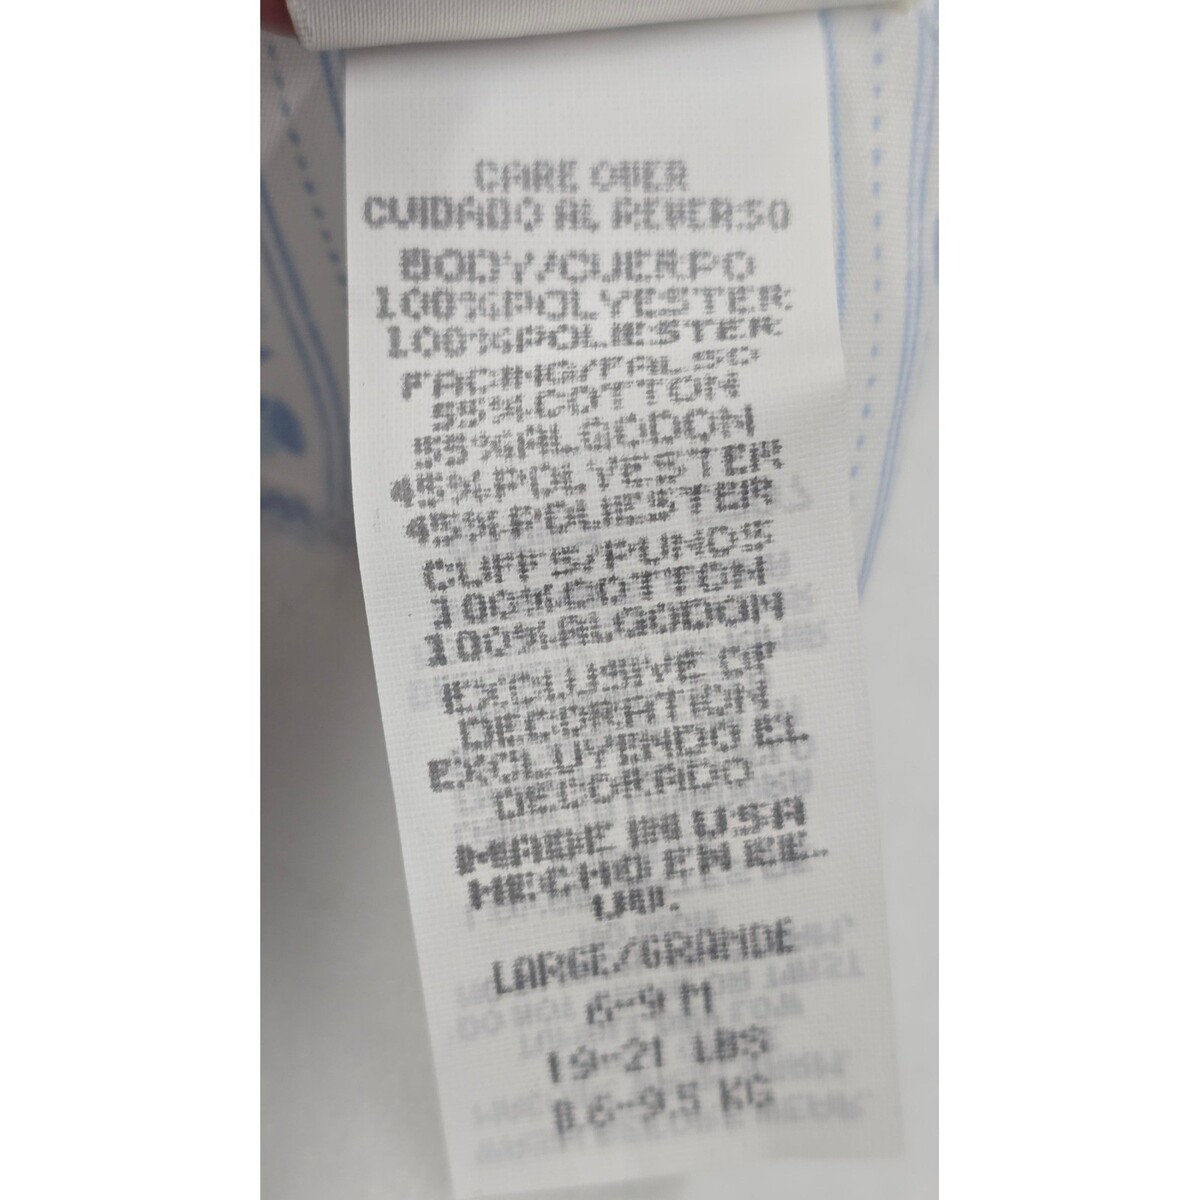 CARE OVER
CUIDADO AL REVERSO
BODY/CUERPO
100%POLYESTER
100%POLIESTER
FACING/FALSO
55%COTTON
55%ALGODON
45%POLYESTER
45%POLIESTER
CUFFS/PUNOS
100%COTTON
100%ALGODON
EXCLUSIVE OF
DECORATION
EXCLUYENDO EL
DECORADO
MADE IN USA
HECHO EN EE.
UU.
LARGE/GRANDE
6-9 M
19-21 LBS
8.6-9.5 KG